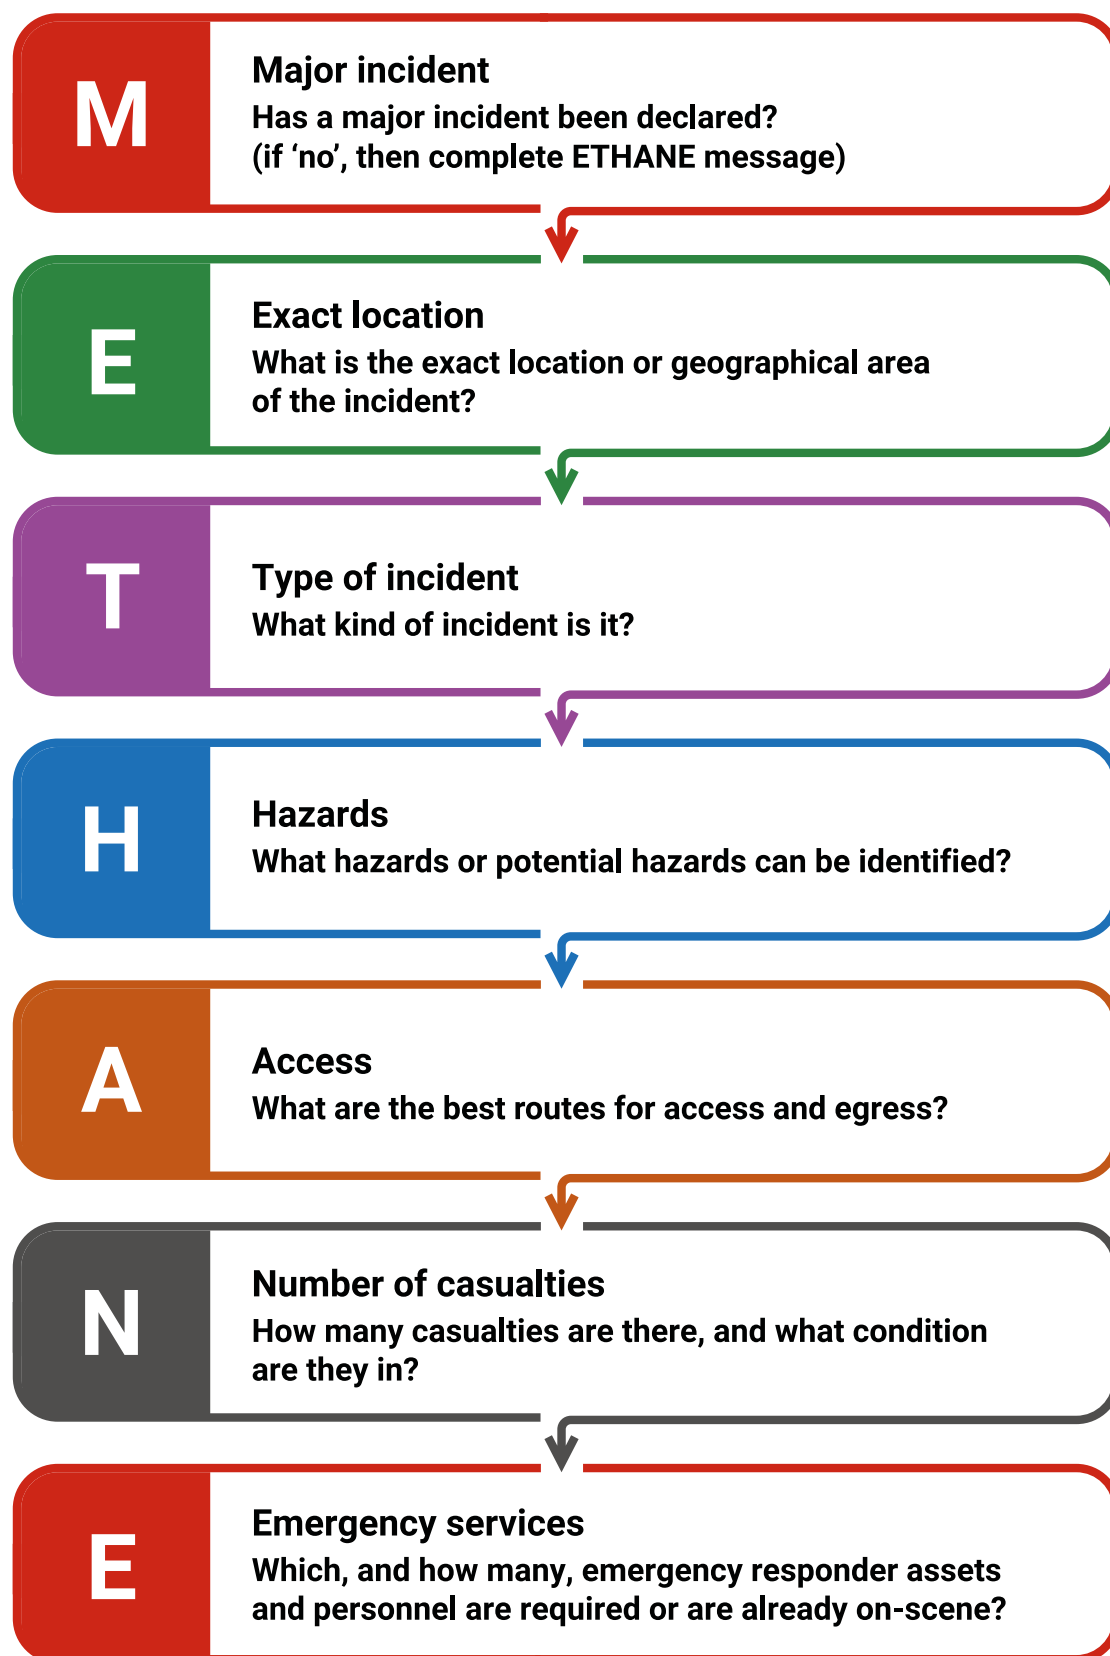 M
Major incident
Has a major incident been declared?
(if ‘no’, then complete ETHANE message)
E
Exact location
What is the exact location or geographical area
of the incident?
T
Type of incident
What kind of incident is it?
H
Hazards
What hazards or potential hazards can be identified?
A
Access
What are the best routes for access and egress?
N
Number of casualties
How many casualties are there, and what condition
are they in?
E
Emergency services
Which, and how many, emergency responder assets
and personnel are required or are already on-scene?